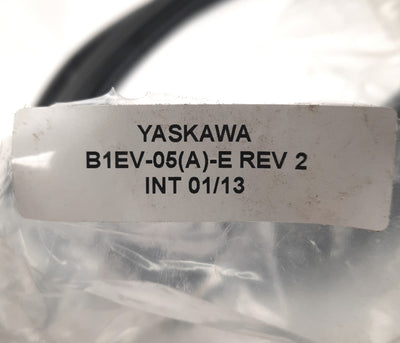 YASKAWA
B1EV-05(A)-E REV 2
INT 01/13